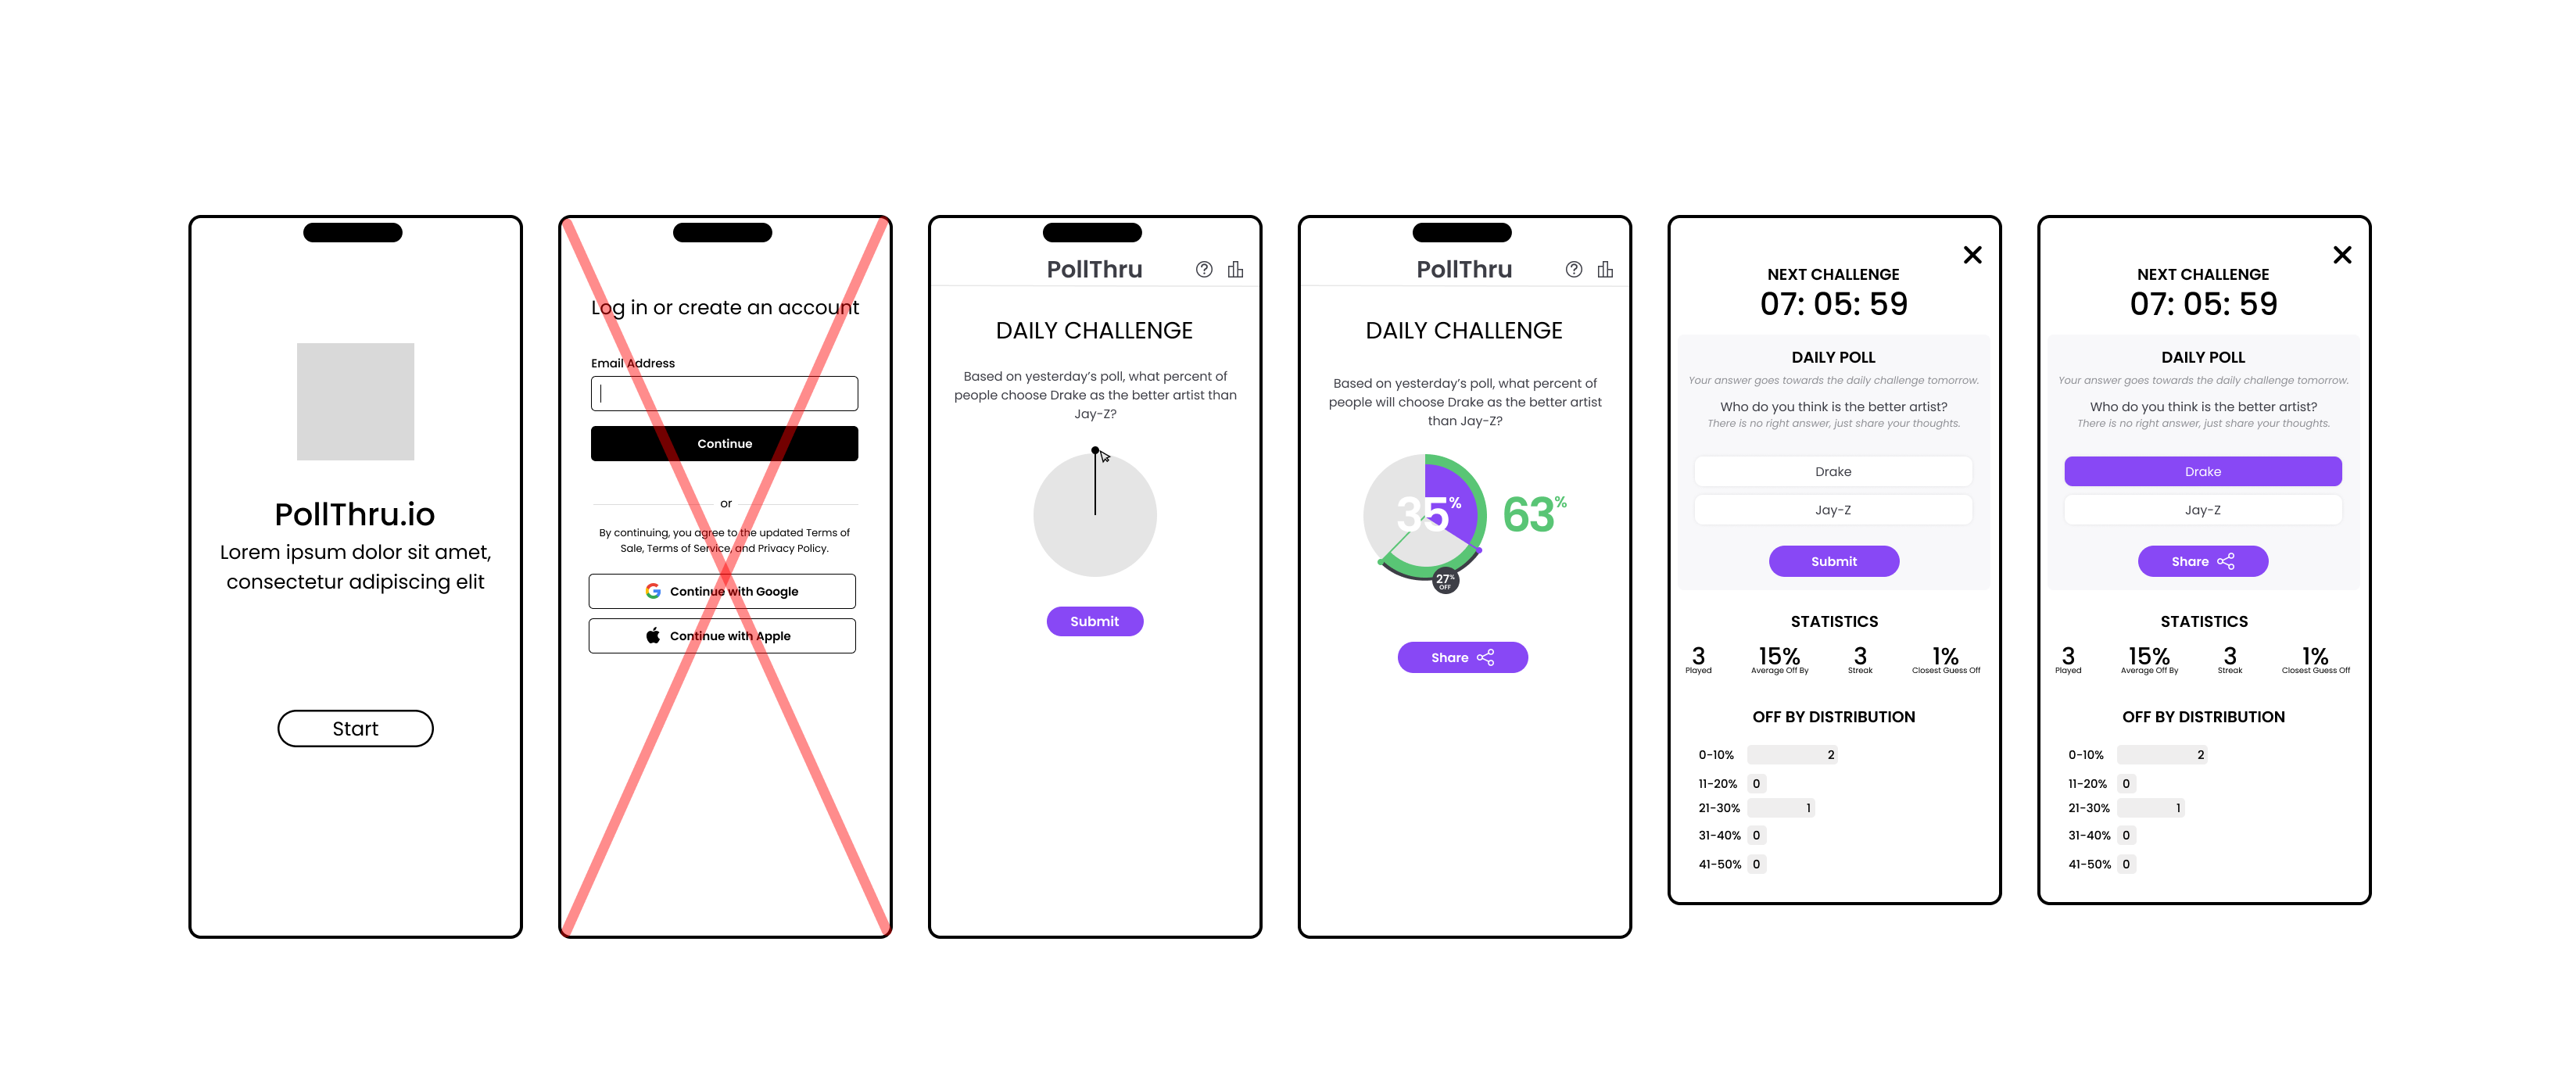 PollThru.io
Lorem ipsum dolor sit amet,
consectetur adipiscing elit
Start
Log in or create an account
Email Address
Continue
or
By continuing, you agree to the updated Terms of
Sale, Terms of Service, and Privacy Policy.
Continue with Google
Continue with Apple
PollThru
DAILY CHALLENGE
Based on yesterday's poll, what percent of
people choose Drake as the better artist than
Jay-Z?
Submit
PollThru
DAILY CHALLENGE
Based on yesterday's poll, what percent of
people will choose Drake as the better artist
than Jay-Z?
35%
63%
27%
OFF
Share
NEXT CHALLENGE
07: 05: 59
DAILY POLL
Your answer goes towards the daily challenge tomorrow.
Who do you think is the better artist?
There is no right answer, just share your thoughts.
Drake
Jay-Z
Submit
STATISTICS
3 15% 3 1%
Played Average Off By Streak Closest Guess Off
OFF BY DISTRIBUTION
0-10% 2
11-20% 0
21-30% 1
31-40% 0
41-50% 0
NEXT CHALLENGE
07: 05: 59
DAILY POLL
Your answer goes towards the daily challenge tomorrow.
Who do you think is the better artist?
There is no right answer, just share your thoughts.
Drake
Jay-Z
Share
STATISTICS
3 15% 3 1%
Played Average Off By Streak Closest Guess Off
OFF BY DISTRIBUTION
0-10% 2
11-20% 0
21-30% 1
31-40% 0
41-50% 0